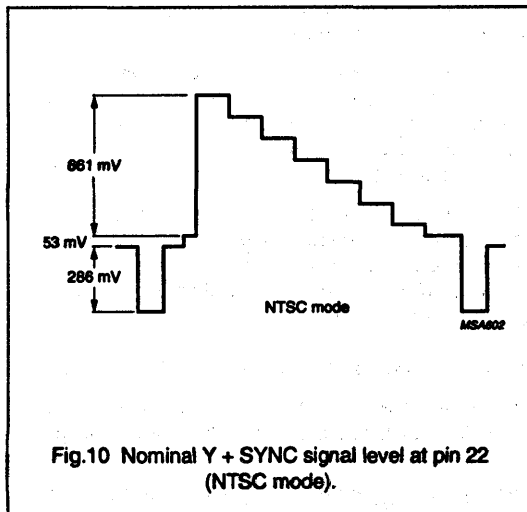 661 mV
53 mV
286 mV
NTSC mode
MSA602
Fig.10 Nominal Y + SYNC signal level at pin 22
(NTSC mode).